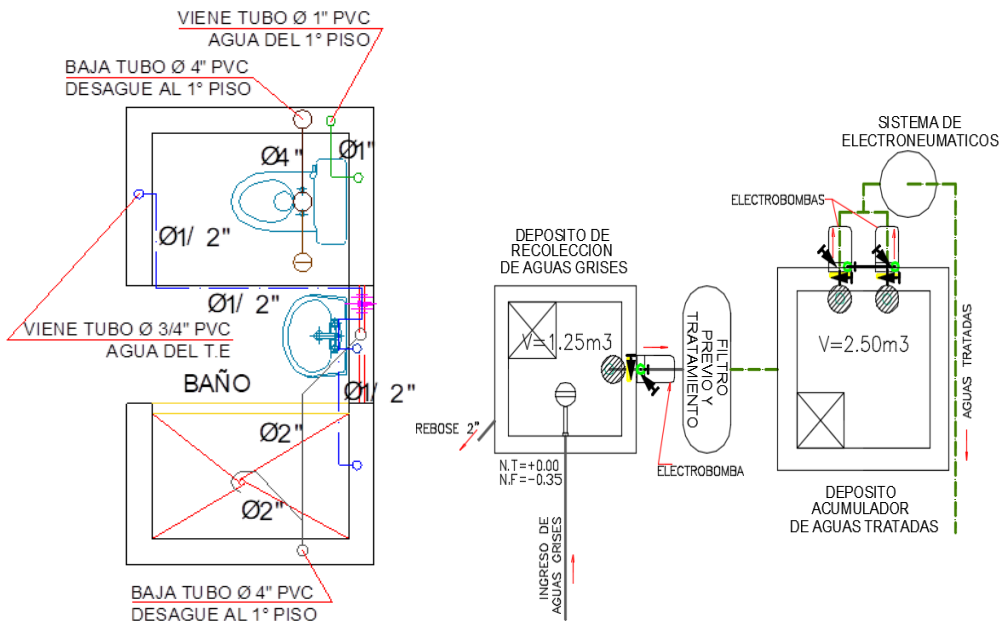 VIENE TUBO Ø 1" PVC
AGUA DEL 1° PISO
BAJA TUBO Ø 4" PVC
DESAGUE AL 1° PISO
Ø4"
Ø1"
Ø1/ 2"
Ø1/ 2"
VIENE TUBO Ø 3/4" PVC
AGUA DEL T.E
BAÑO
Ø1/ 2"
Ø2"
Ø2"
BAJA TUBO Ø 4" PVC
DESAGUE AL 1° PISO
SISTEMA DE
ELECTRONEUMATICOS
ELECTROBOMBAS
DEPOSITO DE
RECOLECCION
DE AGUAS GRISES
V=1.25m3
FILTRO
PREVIO Y
TRATAMIENTO
V=2.50m3
AGUAS TRATADAS
REBOSE 2"
N.T=+0.00
N.F=-0.35
ELECTROBOMBA
DEPOSITO
ACUMULADOR
DE AGUAS TRATADAS
INGRESO DE
AGUAS GRISES